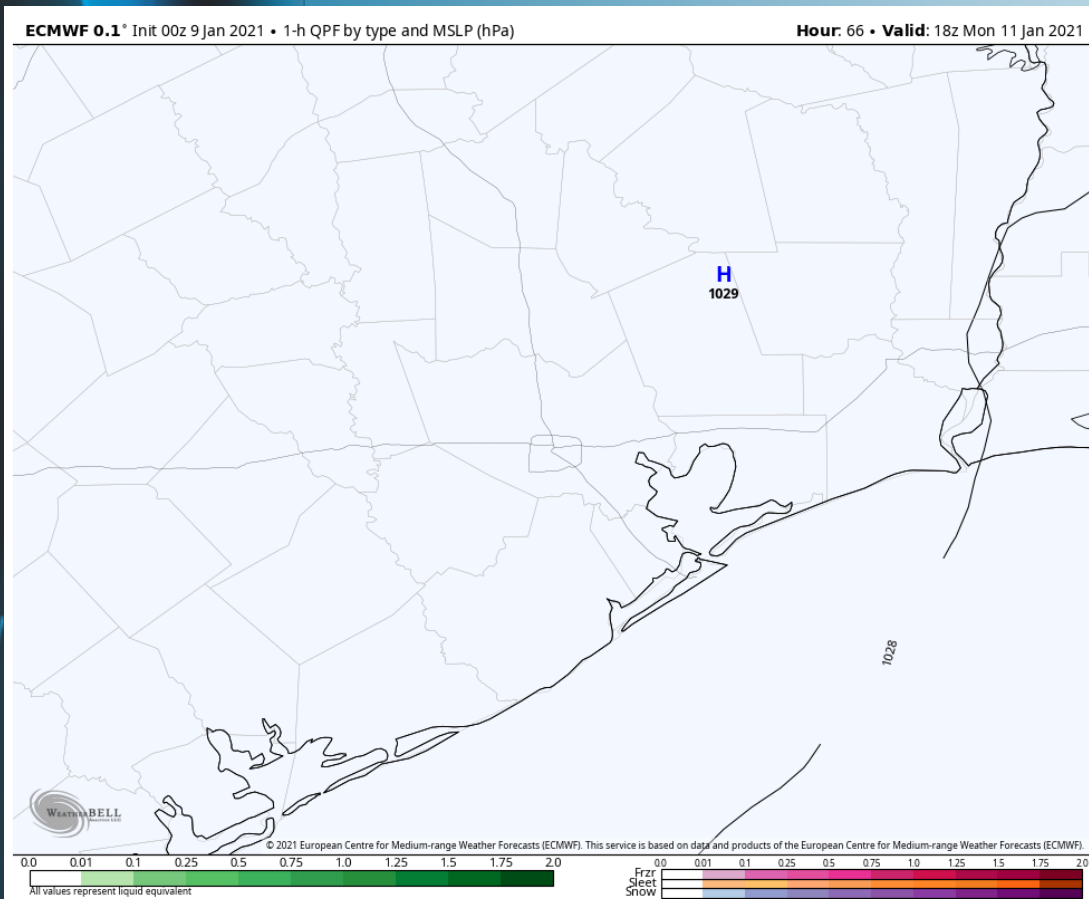 ECMWF 0.1° Init 00z 9 Jan 2021 • 1-h QPF by type and MSLP (hPa) Hour: 66 • Valid: 18z Mon 11 Jan 2021
H
1029
1028
WEATHERBELL
© 2021 European Centre for Medium-range Weather Forecasts (ECMWF). This service is based on data and products of the European Centre for Medium-range Weather Forecasts (ECMWF).
0.0 0.01 0.1 0.25 0.5 0.75 1.0 1.25 1.5 1.75 2.0
All values represent liquid equivalent
0.0 0.01 0.1 0.25 0.5 0.75 1.0 1.25 1.5 1.75 2.0
Frzr
Sleet
Snow